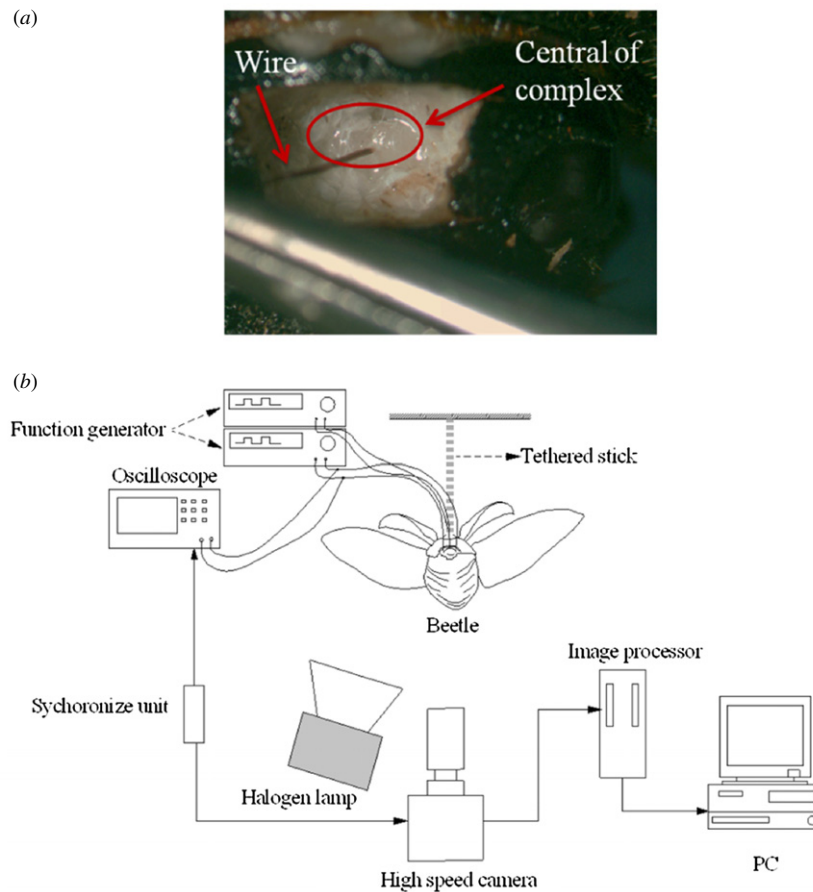 (a)
Wire
Central of
complex
(b)
Function generator
Oscilloscope
Tethered stick
Beetle
Image processor
Sychoronize unit
Halogen lamp
High speed camera
PC